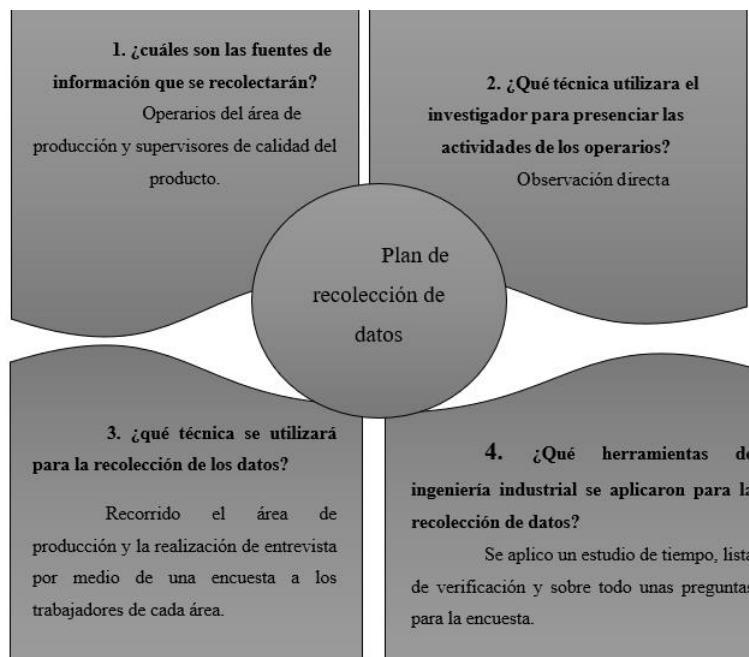 1. ¿cuáles son las fuentes de
información que se recolectarán?
Operarios del área de
producción y supervisores de calidad del
producto.
2. ¿Qué técnica utilizara el
investigador para presenciar las
actividades de los operarios?
Observación directa
Plan de
recolección de
datos
3. ¿qué técnica se utilizará
para la recolección de los datos?
Recorrido el área de
producción y la realización de entrevista
por medio de una encuesta a los
trabajadores de cada área.
4. ¿Qué herramientas de
ingeniería industrial se aplicaron para la
recolección de datos?
Se aplico un estudio de tiempo, lista
de verificación y sobre todo unas preguntas
para la encuesta.